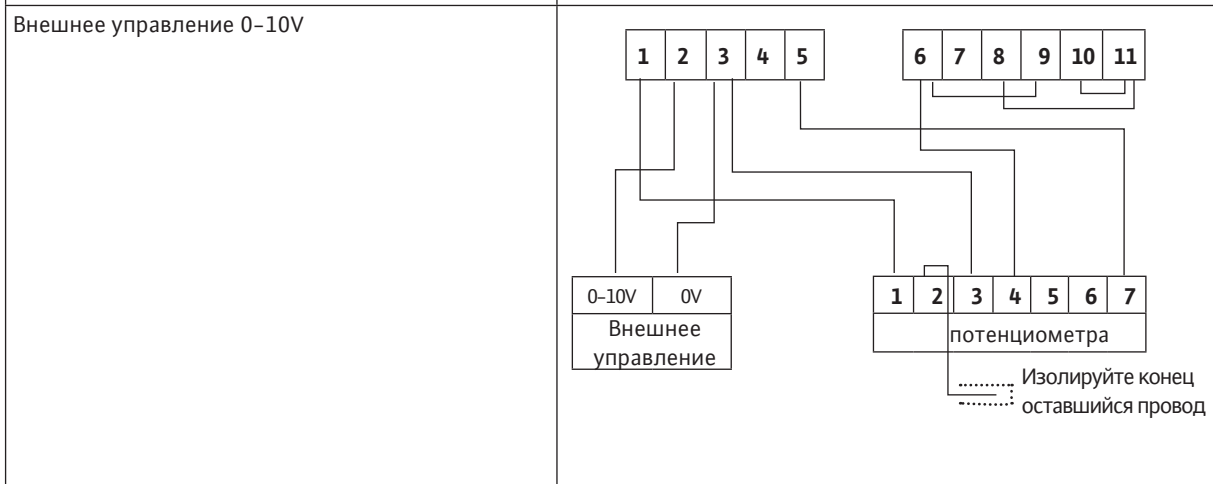 Внешнее управление 0–10V
1 2 3 4 5
6 7 8 9 10 11
0–10V 0V
Внешнее
управление
1 2 3 4 5 6 7
потенциометра
Изолируйте конец
оставшийся провод